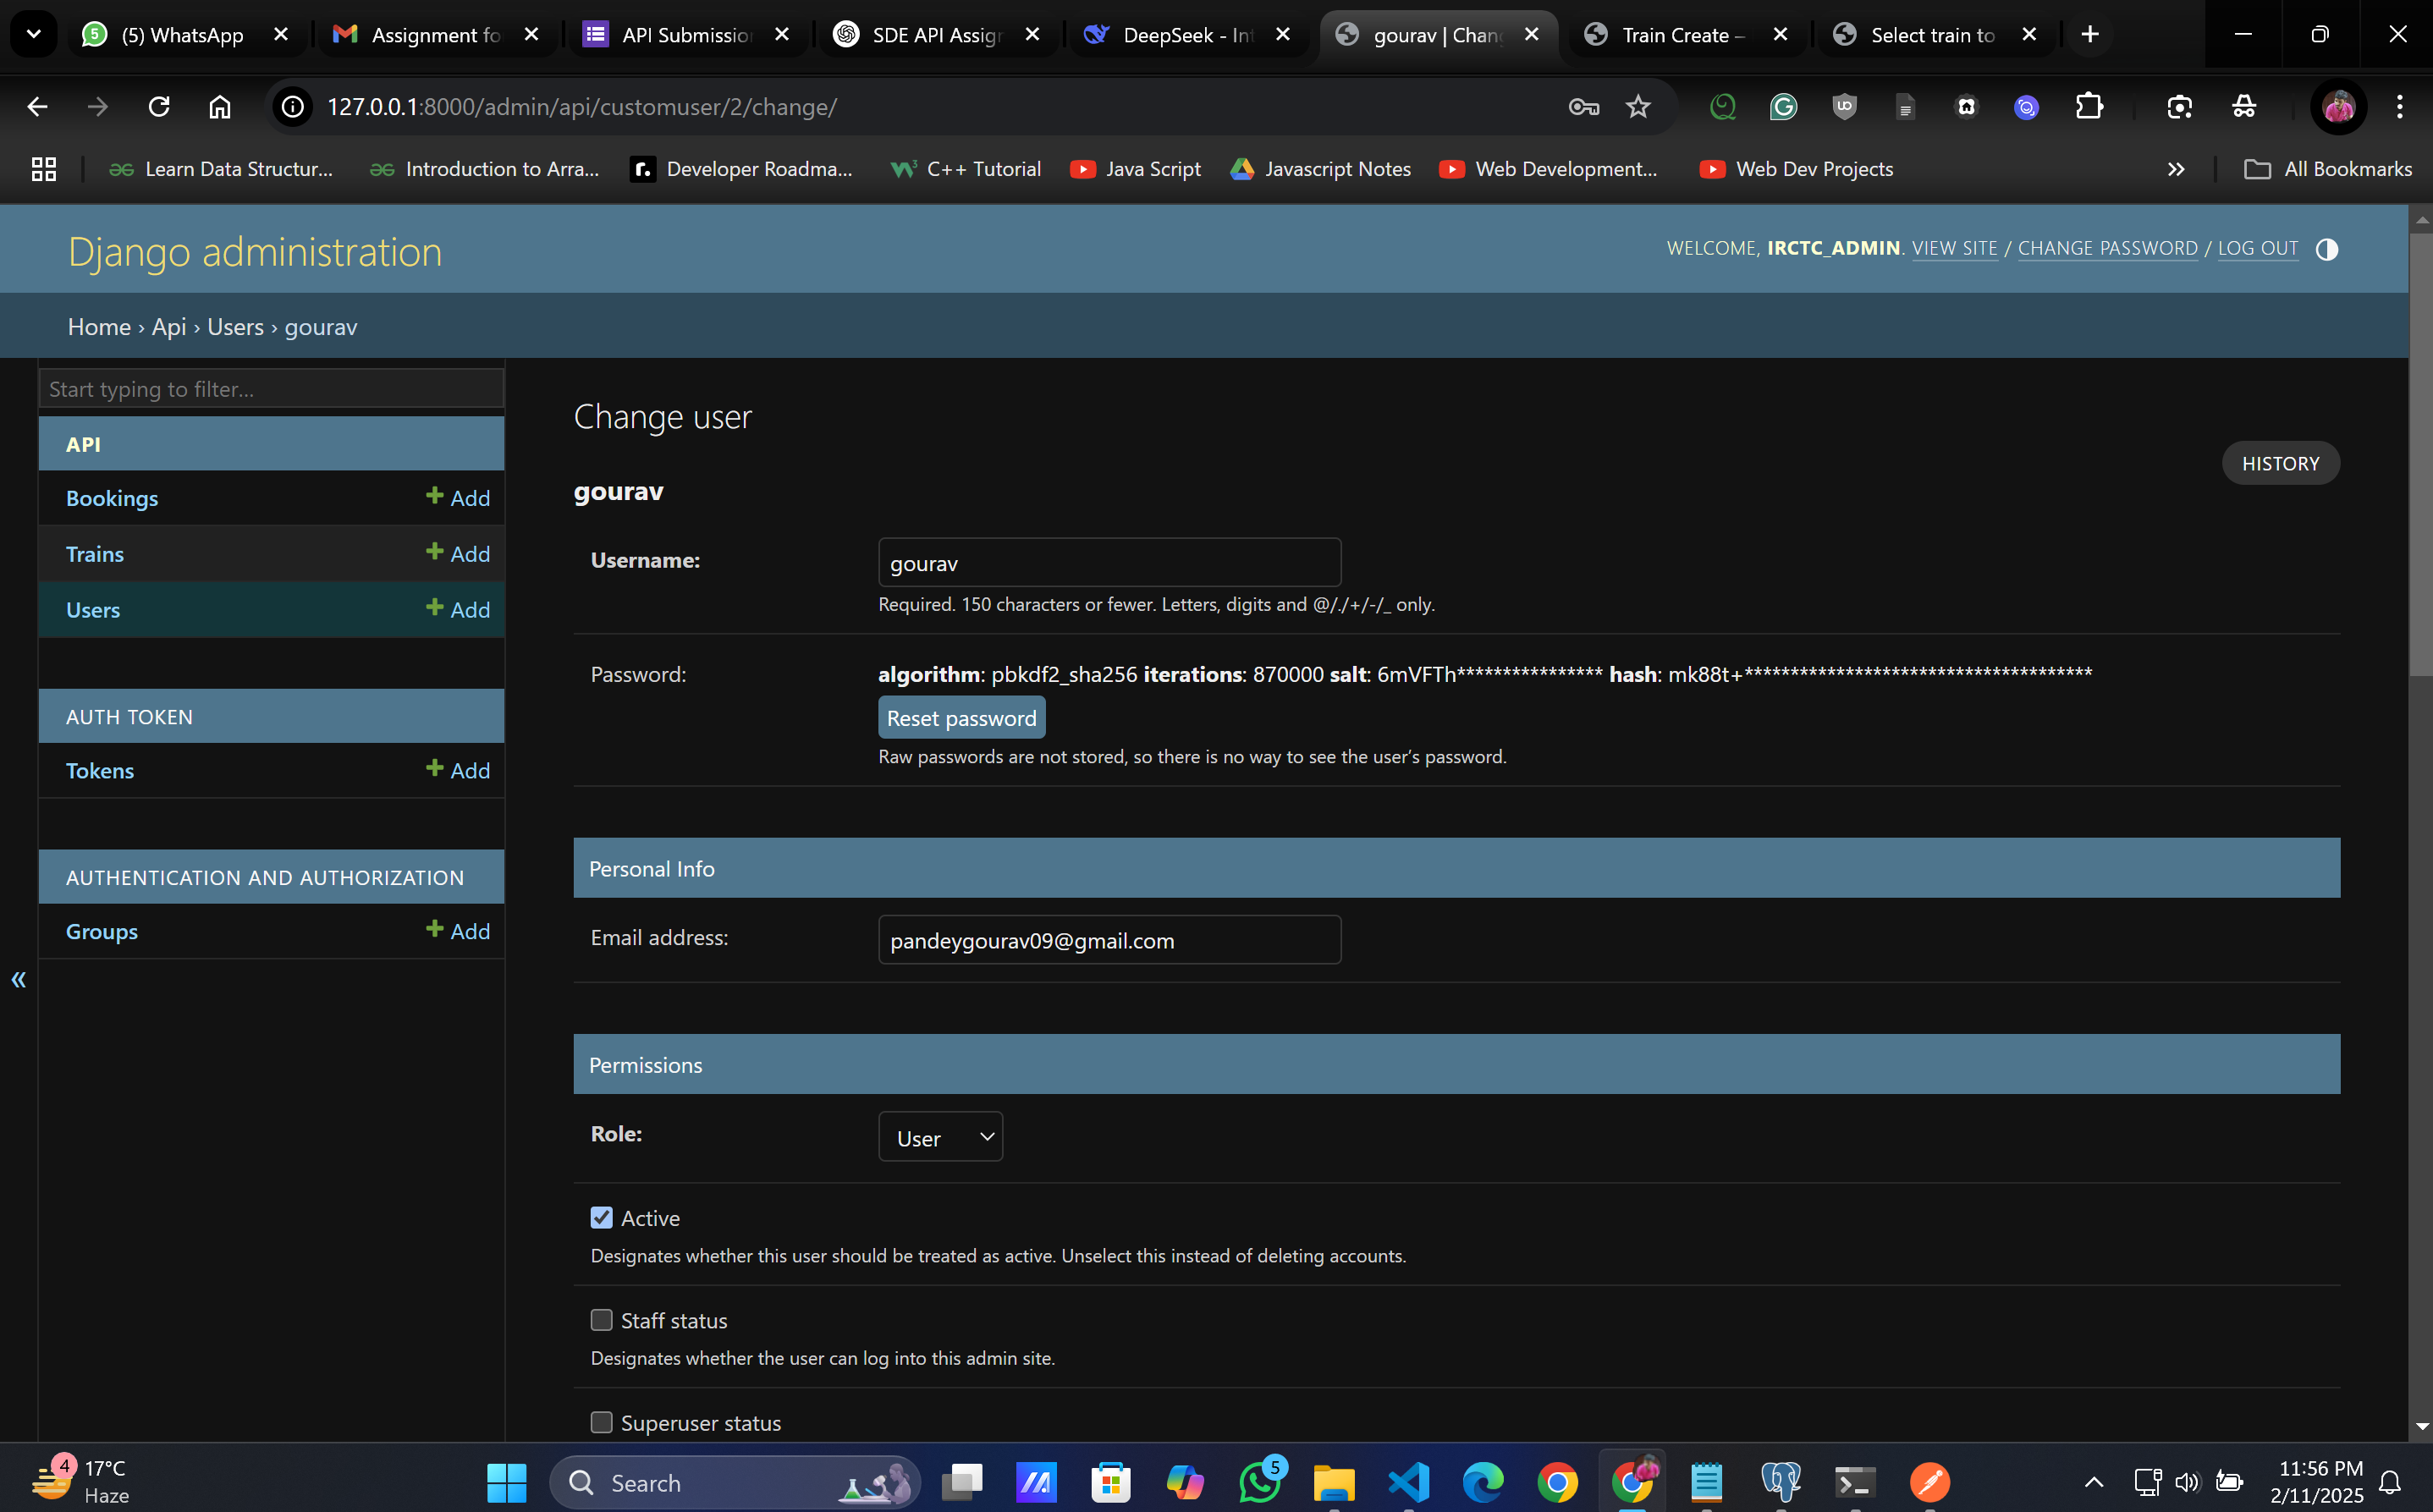 5 (5) WhatsApp
Assignment fo
API Submission
SDE API Assign
DeepSeek - Int
gourav | Chang
Train Create –
Select train to
127.0.0.1:8000/admin/api/customuser/2/change/
Learn Data Structur...
Introduction to Arra...
r. Developer Roadma...
C++ Tutorial
Java Script
Javascript Notes
Web Development...
Web Dev Projects
All Bookmarks
Django administration
WELCOME, IRCTC_ADMIN. VIEW SITE / CHANGE PASSWORD / LOG OUT
Home › Api › Users › gourav
Start typing to filter...
API
Bookings + Add
Trains + Add
Users + Add
AUTH TOKEN
Tokens + Add
AUTHENTICATION AND AUTHORIZATION
Groups + Add
«
Change user
HISTORY
gourav
Username: gourav
Required. 150 characters or fewer. Letters, digits and @/./+/-/_ only.
Password: algorithm: pbkdf2_sha256 iterations: 870000 salt: 6mVFTh**************** hash: mk88t+**************************************
Reset password
Raw passwords are not stored, so there is no way to see the user’s password.
Personal Info
Email address: pandeygourav09@gmail.com
Permissions
Role: User
Active
Designates whether this user should be treated as active. Unselect this instead of deleting accounts.
Staff status
Designates whether the user can log into this admin site.
Superuser status
4 17°C
Haze
Search
5
11:56 PM
2/11/2025